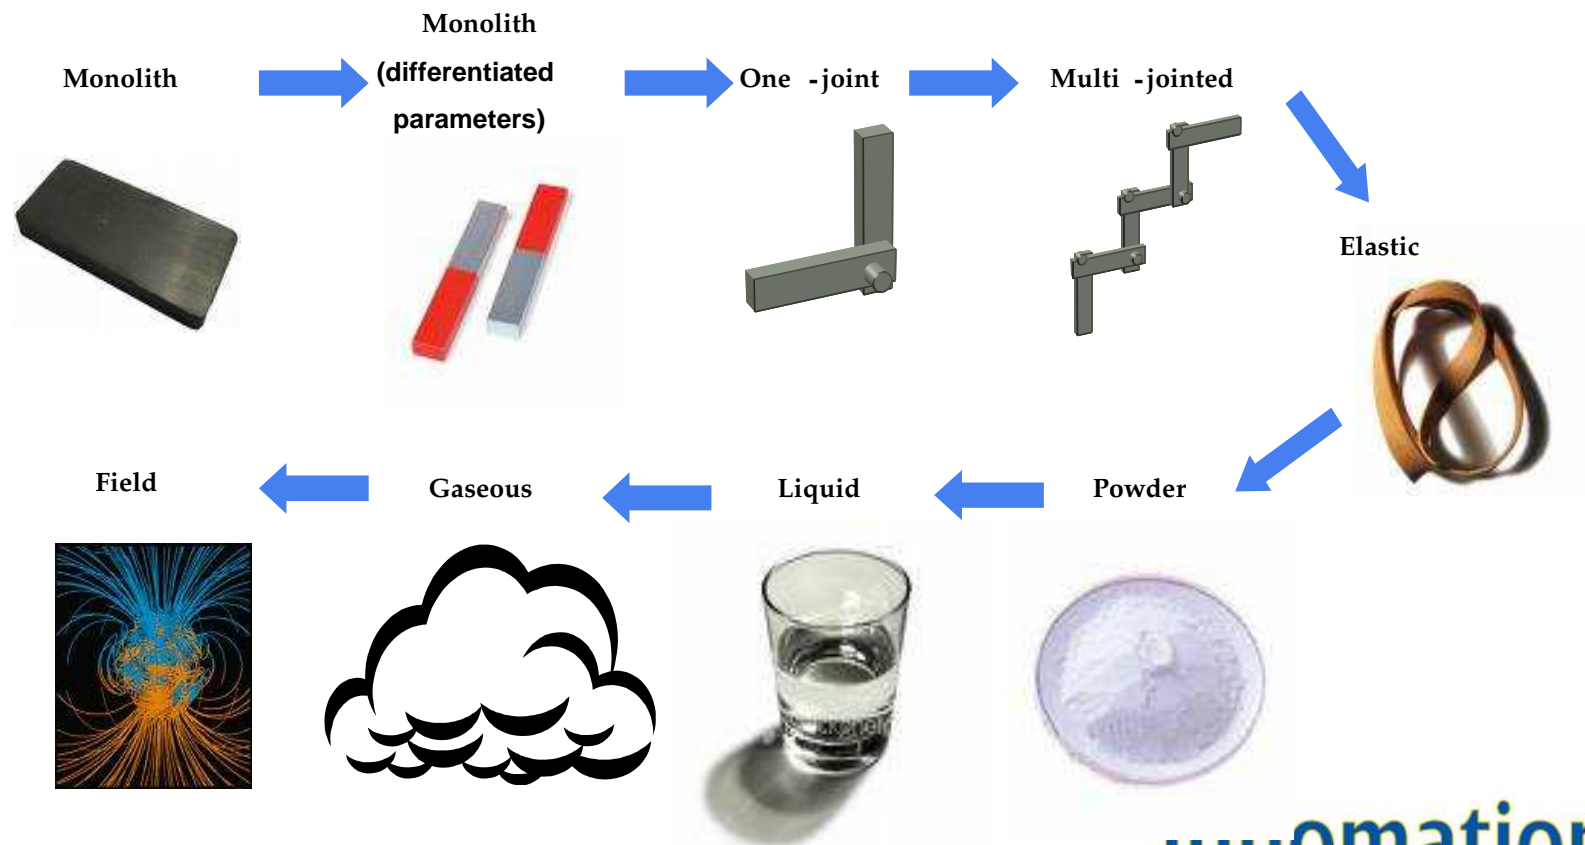 Monolith
Monolith
(differentiated
parameters)
One -joint
Multi -jointed
Elastic
Field
Gaseous
Liquid
Powder